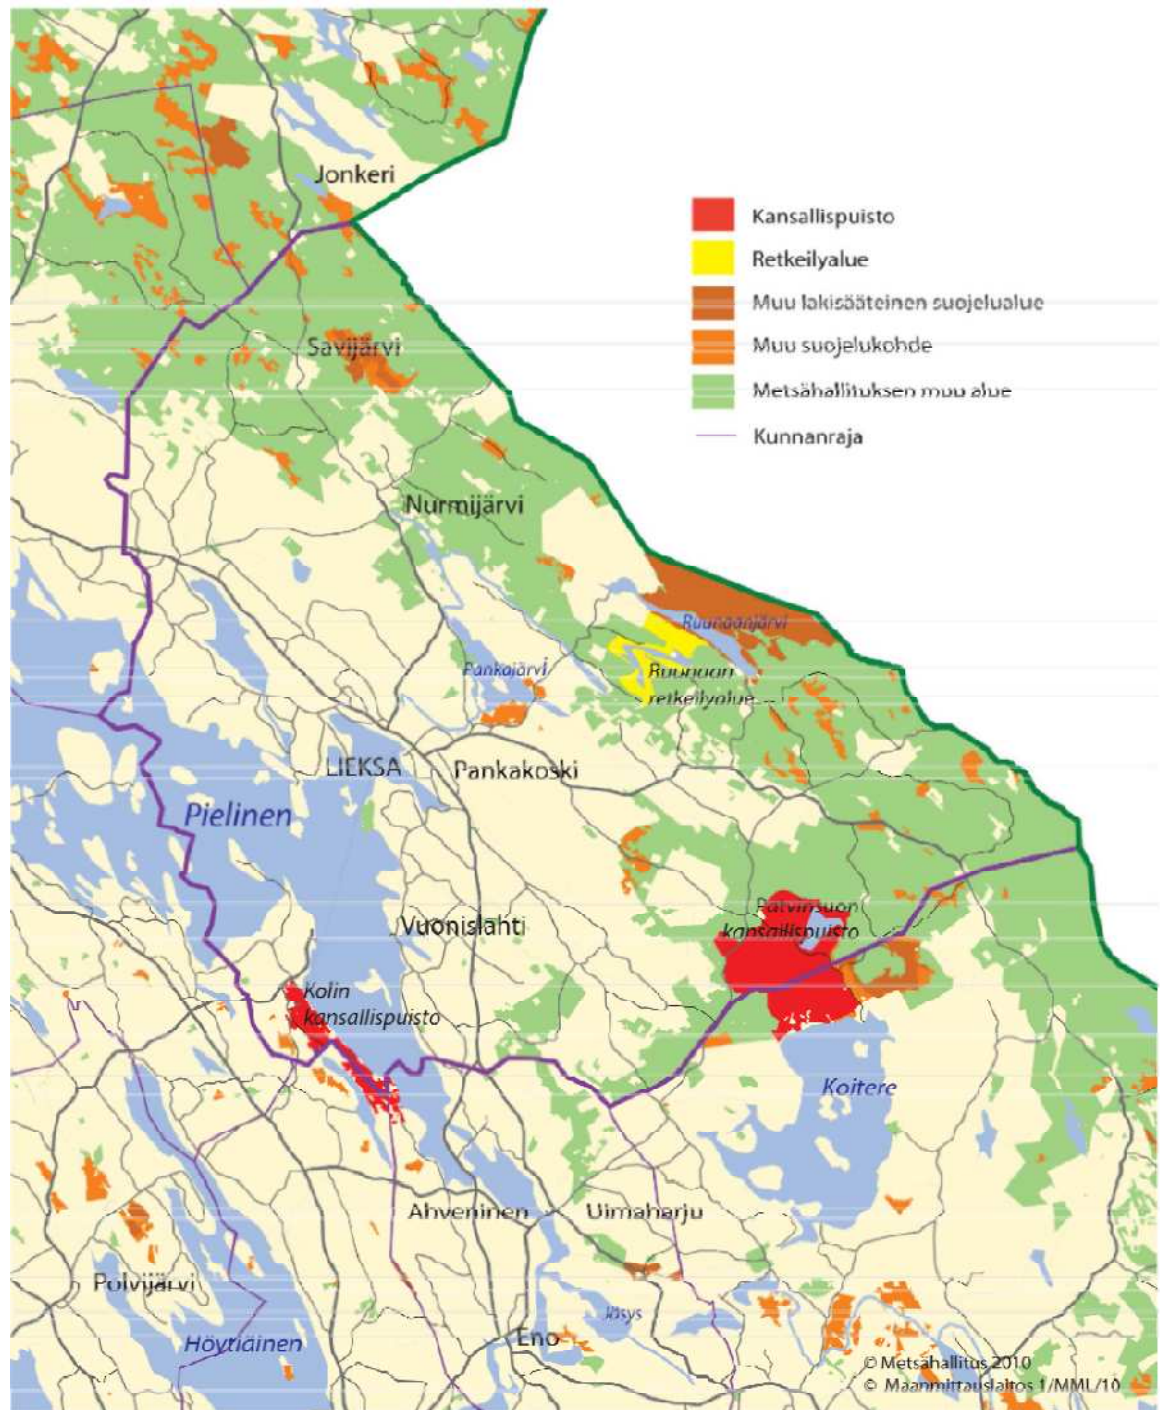 Jonkeri
Kansallispuisto
Retkeilyalue
Muu lakisääteinen suojelualue
Muu suojelukohde
Metsähallituksen muu alue
Kunnanraja
Savijärvi
Nurmijärvi
Ruunaanjärvi
Pankajärvi
Ruunaan
retkeilyalue
LIEKSA
Pankakoski
Pielinen
Patvinsuon
kansallispuisto
Vuonislahti
Kolin
kansallispuisto
Koitere
Ahveninen
Uimaharju
Polvijärvi
Jäsys
Höytiäinen
Eno
© Metsähallitus 2010
© Maanmittauslaitos 1/MML/10